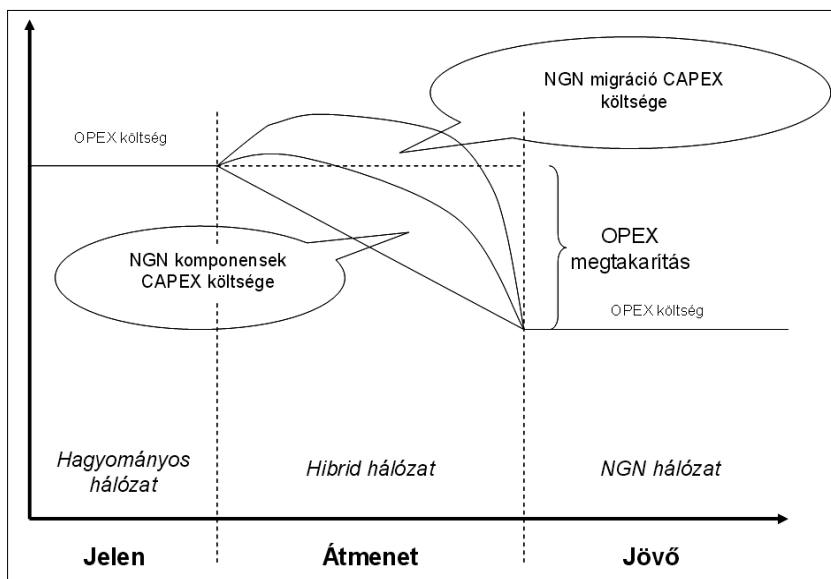 NGN migráció CAPEX
költsége
OPEX költség
NGN komponensek
CAPEX költsége
OPEX
megtakarítás
OPEX költség
Hagyományos
hálózat
Hibrid hálózat
NGN hálózat
Jelen
Átmenet
Jövő